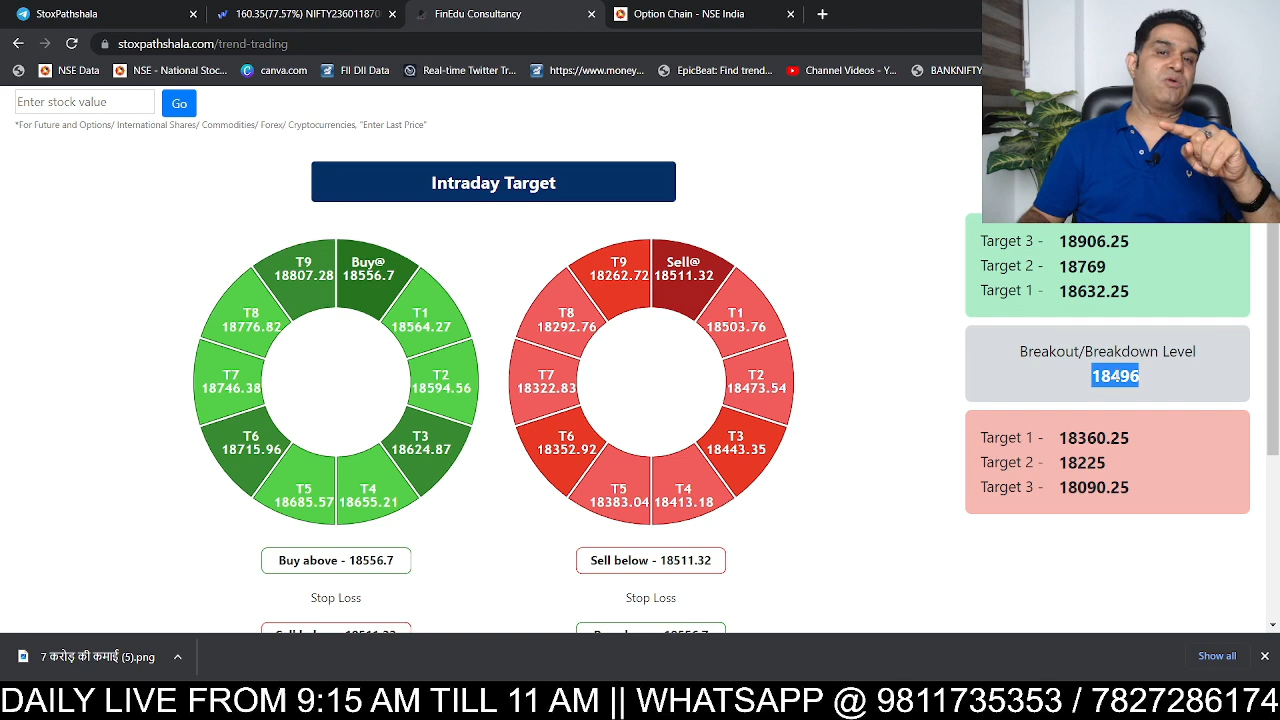 StoxPathshala
160.35(77.57%) NIFTY236011870
FinEdu Consultancy
Option Chain - NSE India
stoxpathshala.com/trend-trading
NSE Data
NSE - National Stoc...
canva.com
FII DII Data
Real-time Twitter Tr...
https://www.money...
EpicBeat: Find trend...
Channel Videos - Y...
BANKNIFTY
Enter stock value
Go
*For Future and Options/ International Shares/ Commodities/ Forex/ Cryptocurrencies, "Enter Last Price"
Intraday Target
Buy@
18556.7
T1
18564.27
T2
18594.56
T3
18624.87
T4
18655.21
T5
18685.57
T6
18715.96
T7
18746.38
T8
18776.82
T9
18807.28
Buy above - 18556.7
Stop Loss
Sell below - 18511.32
Sell@
18511.32
T1
18503.76
T2
18473.54
T3
18443.35
T4
18413.18
T5
18383.04
T6
18352.92
T7
18322.83
T8
18292.76
T9
18262.72
Sell below - 18511.32
Stop Loss
Buy above - 18556.7
Target 3 - 18906.25
Target 2 - 18769
Target 1 - 18632.25
Breakout/Breakdown Level
18496
Target 1 - 18360.25
Target 2 - 18225
Target 3 - 18090.25
7 करोड़ की कमाई (5).png
Show all
DAILY LIVE FROM 9:15 AM TILL 11 AM || WHATSAPP @ 9811735353 / 7827286174